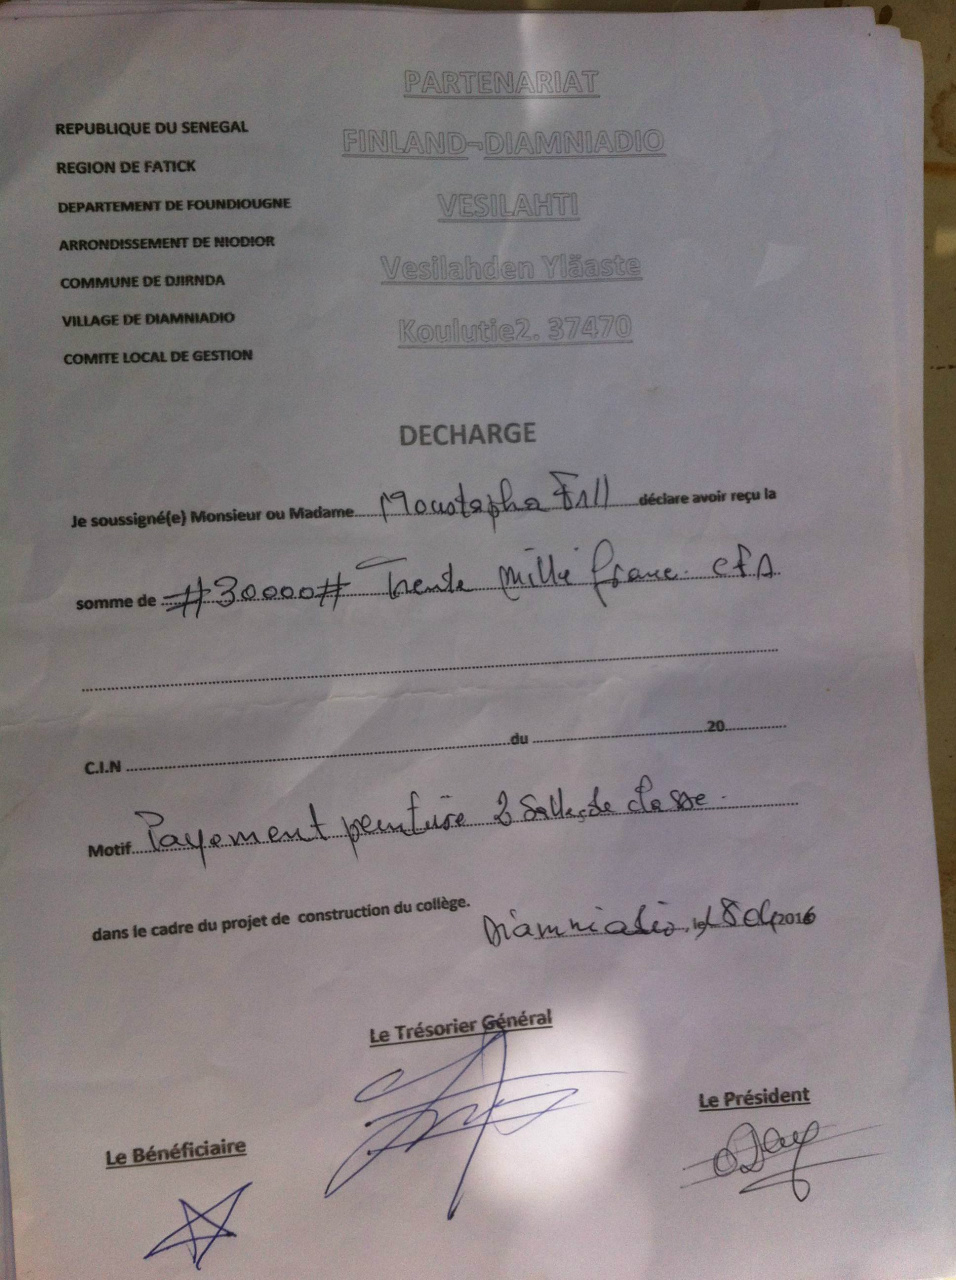 PARTENARIAT
FINLAND-DIAMNIADIO
VESILAHTI
Vesilahden Yläaste
Koulutie2. 37470
REPUBLIQUE DU SENEGAL
REGION DE FATICK
DEPARTEMENT DE FOUNDIOUGNE
ARRONDISSEMENT DE NIODIOR
COMMUNE DE DJIRNDA
VILLAGE DE DIAMNIADIO
COMITE LOCAL DE GESTION
DECHARGE
Je soussigné(e) Monsieur ou Madame Moustapha Fall déclare avoir reçu la
somme de #30000# Trente mille franc CFA
C.I.N du 20
Motif Payement peinture 2 Salles de classe
dans le cadre du projet de construction du collège.
Diamniadio, le 18 04 2016
Le Trésorier Général
Le Président
Le Bénéficiaire